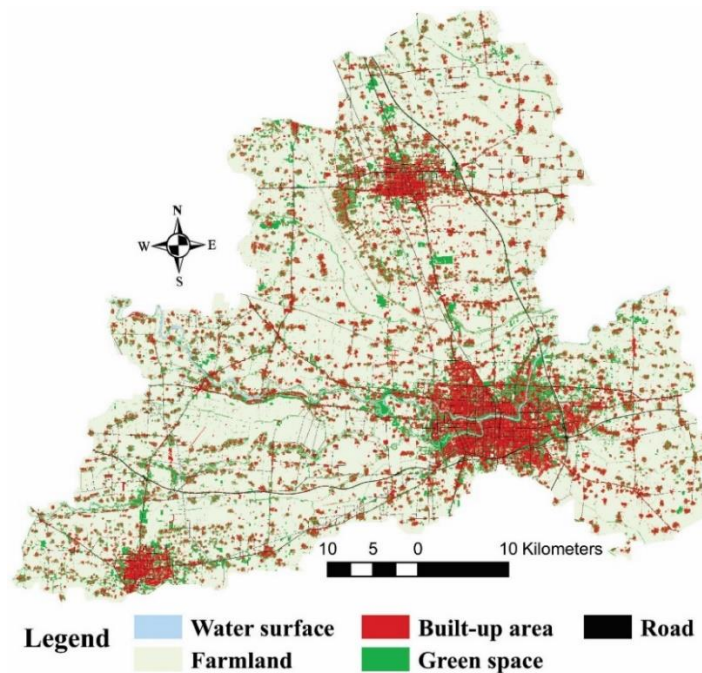 N
W E
S
10 5 0 10 Kilometers
Legend
Water surface Built-up area Road
Farmland Green space